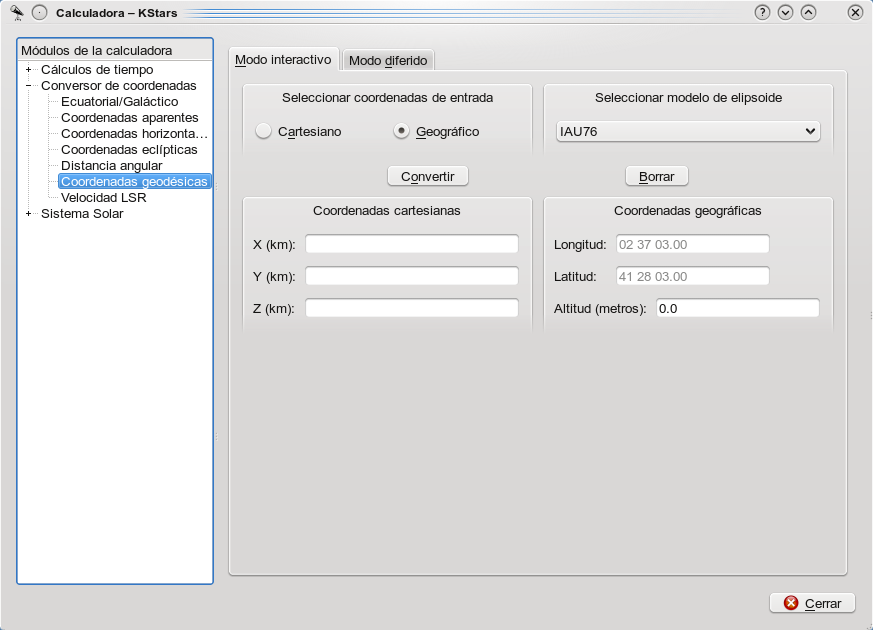 Calculadora – KStars
Módulos de la calculadora
Cálculos de tiempo
Conversor de coordenadas
Ecuatorial/Galáctico
Coordenadas aparentes
Coordenadas horizonta...
Coordenadas eclípticas
Distancia angular
Coordenadas geodésicas
Velocidad LSR
Sistema Solar
Modo interactivo
Modo diferido
Seleccionar coordenadas de entrada
Cartesiano
Geográfico
Seleccionar modelo de elipsoide
IAU76
Convertir
Borrar
Coordenadas cartesianas
X (km):
Y (km):
Z (km):
Coordenadas geográficas
Longitud: 02 37 03.00
Latitud: 41 28 03.00
Altitud (metros): 0.0
Cerrar